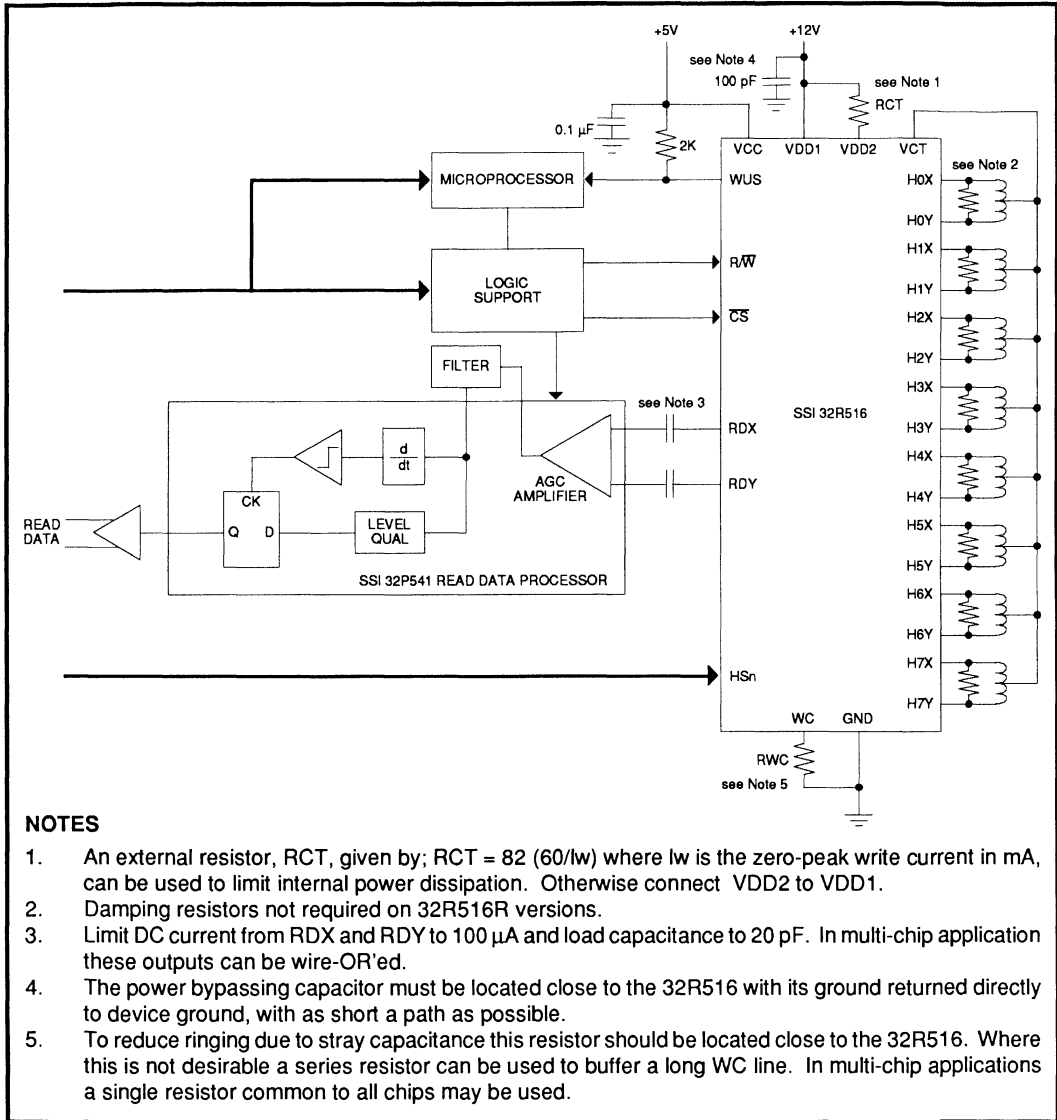 +5V
+12V
see Note 4
100 pF
see Note 1
RCT
0.1 µF
2K
VCC
VDD1
VDD2
VCT
see Note 2
MICROPROCESSOR
WUS
H0X
H0Y
LOGIC
SUPPORT
R/W̅
C̅S̅
H1X
H1Y
H2X
H2Y
FILTER
see Note 3
RDX
SSI 32R516
H3X
H3Y
d
dt
AGC
AMPLIFIER
RDY
H4X
H4Y
CK
Q
D
LEVEL
QUAL
READ
DATA
SSI 32P541 READ DATA PROCESSOR
H5X
H5Y
H6X
H6Y
HSn
H7X
H7Y
WC
GND
RWC
see Note 5
NOTES
1. An external resistor, RCT, given by; RCT = 82 (60/Iw) where Iw is the zero-peak write current in mA,
can be used to limit internal power dissipation. Otherwise connect VDD2 to VDD1.
2. Damping resistors not required on 32R516R versions.
3. Limit DC current from RDX and RDY to 100 µA and load capacitance to 20 pF. In multi-chip application
these outputs can be wire-OR'ed.
4. The power bypassing capacitor must be located close to the 32R516 with its ground returned directly
to device ground, with as short a path as possible.
5. To reduce ringing due to stray capacitance this resistor should be located close to the 32R516. Where
this is not desirable a series resistor can be used to buffer a long WC line. In multi-chip applications
a single resistor common to all chips may be used.